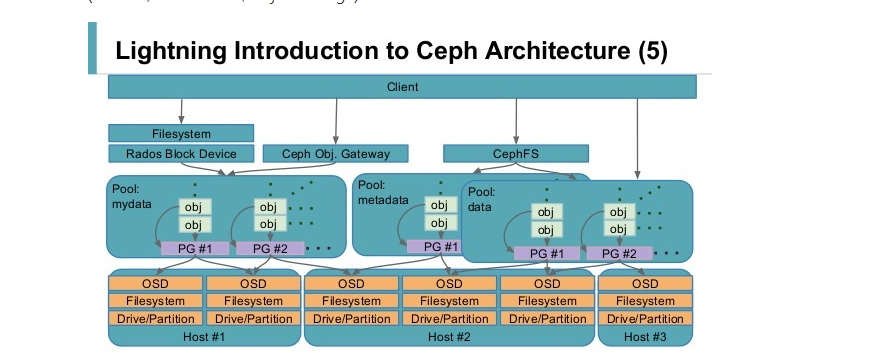 Lightning Introduction to Ceph Architecture (5)
Client
Filesystem
Rados Block Device
Ceph Obj. Gateway
CephFS
Pool:
mydata
obj
obj
PG #1
obj
obj
PG #2
Pool:
metadata
obj
obj
PG #1
Pool:
data
obj
obj
PG #1
obj
obj
PG #2
OSD
Filesystem
Drive/Partition
OSD
Filesystem
Drive/Partition
Host #1
OSD
Filesystem
Drive/Partition
OSD
Filesystem
Drive/Partition
OSD
Filesystem
Drive/Partition
Host #2
OSD
Filesystem
Drive/Partition
Host #3